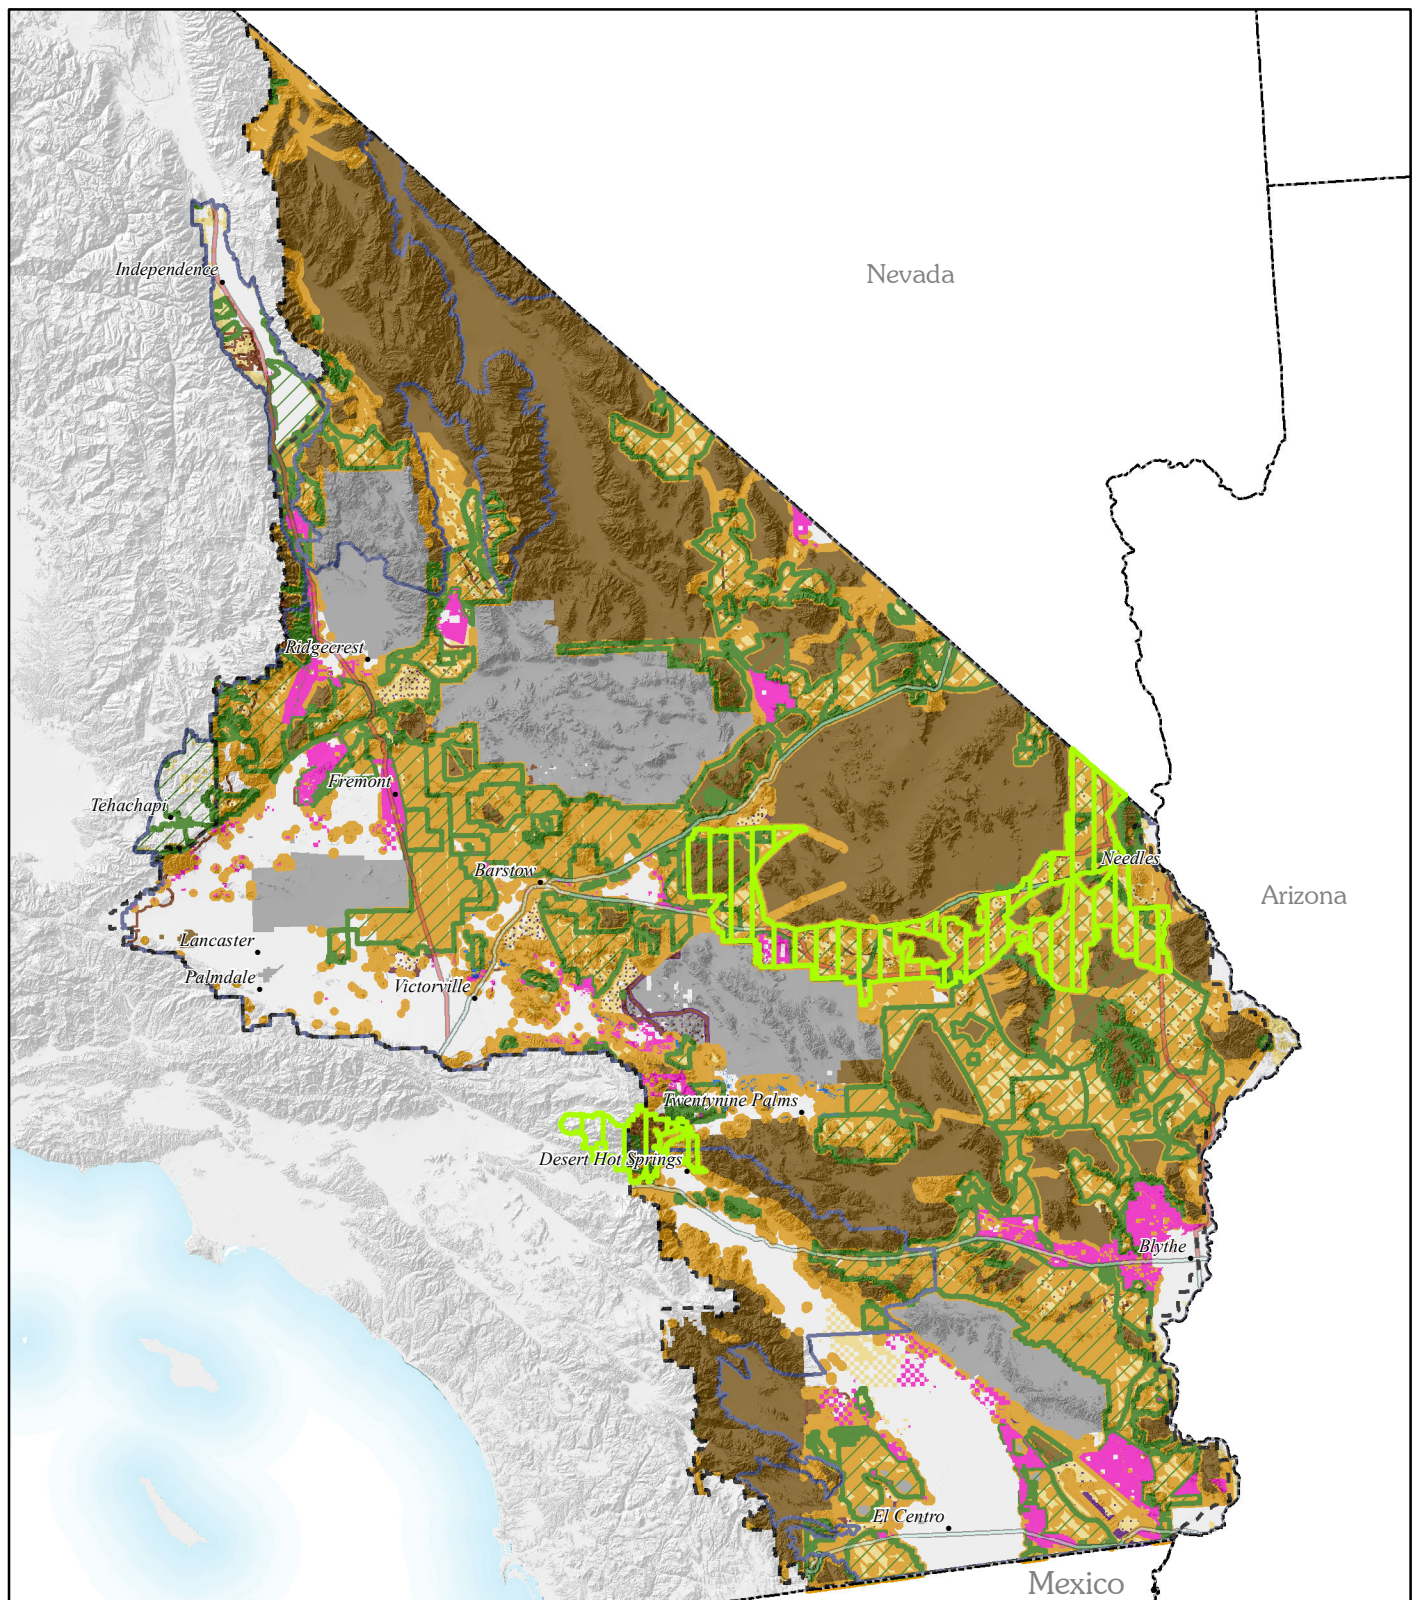 Nevada
Independence
Ridgecrest
Fremont
Tehachapi
Needles
Barstow
Arizona
Lancaster
Palmdale
Victorville
Twentynine Palms
Desert Hot Springs
Blythe
El Centro
Mexico